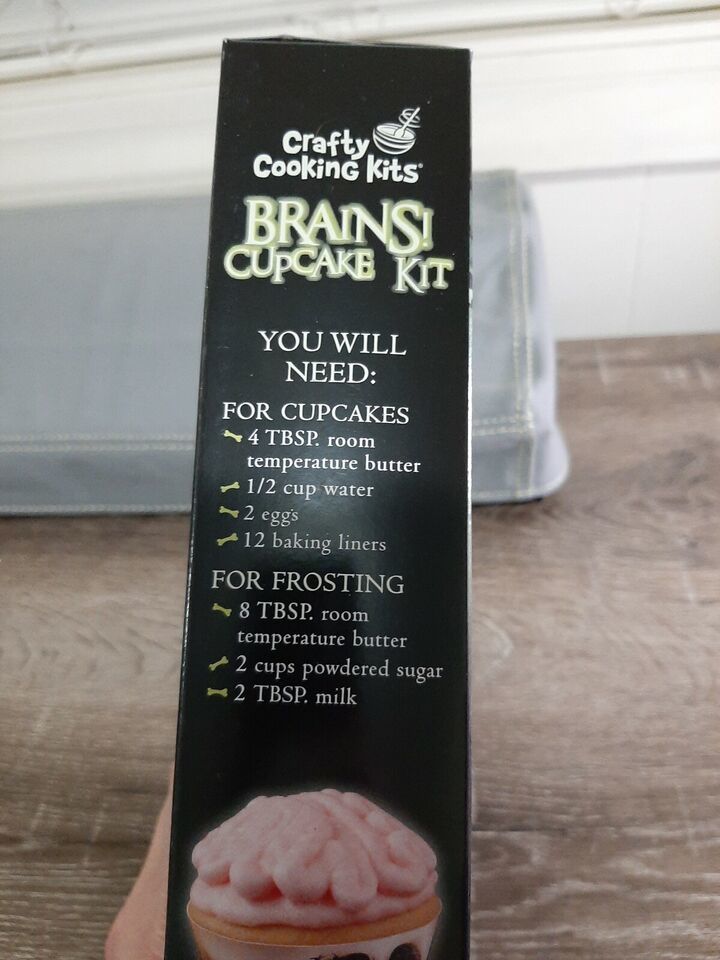 Crafty
Cooking Kits®
BRAINS!
CUPCAKE KIT
YOU WILL
NEED:
FOR CUPCAKES
4 TBSP. room
temperature butter
1/2 cup water
2 eggs
12 baking liners
FOR FROSTING
8 TBSP. room
temperature butter
2 cups powdered sugar
2 TBSP. milk